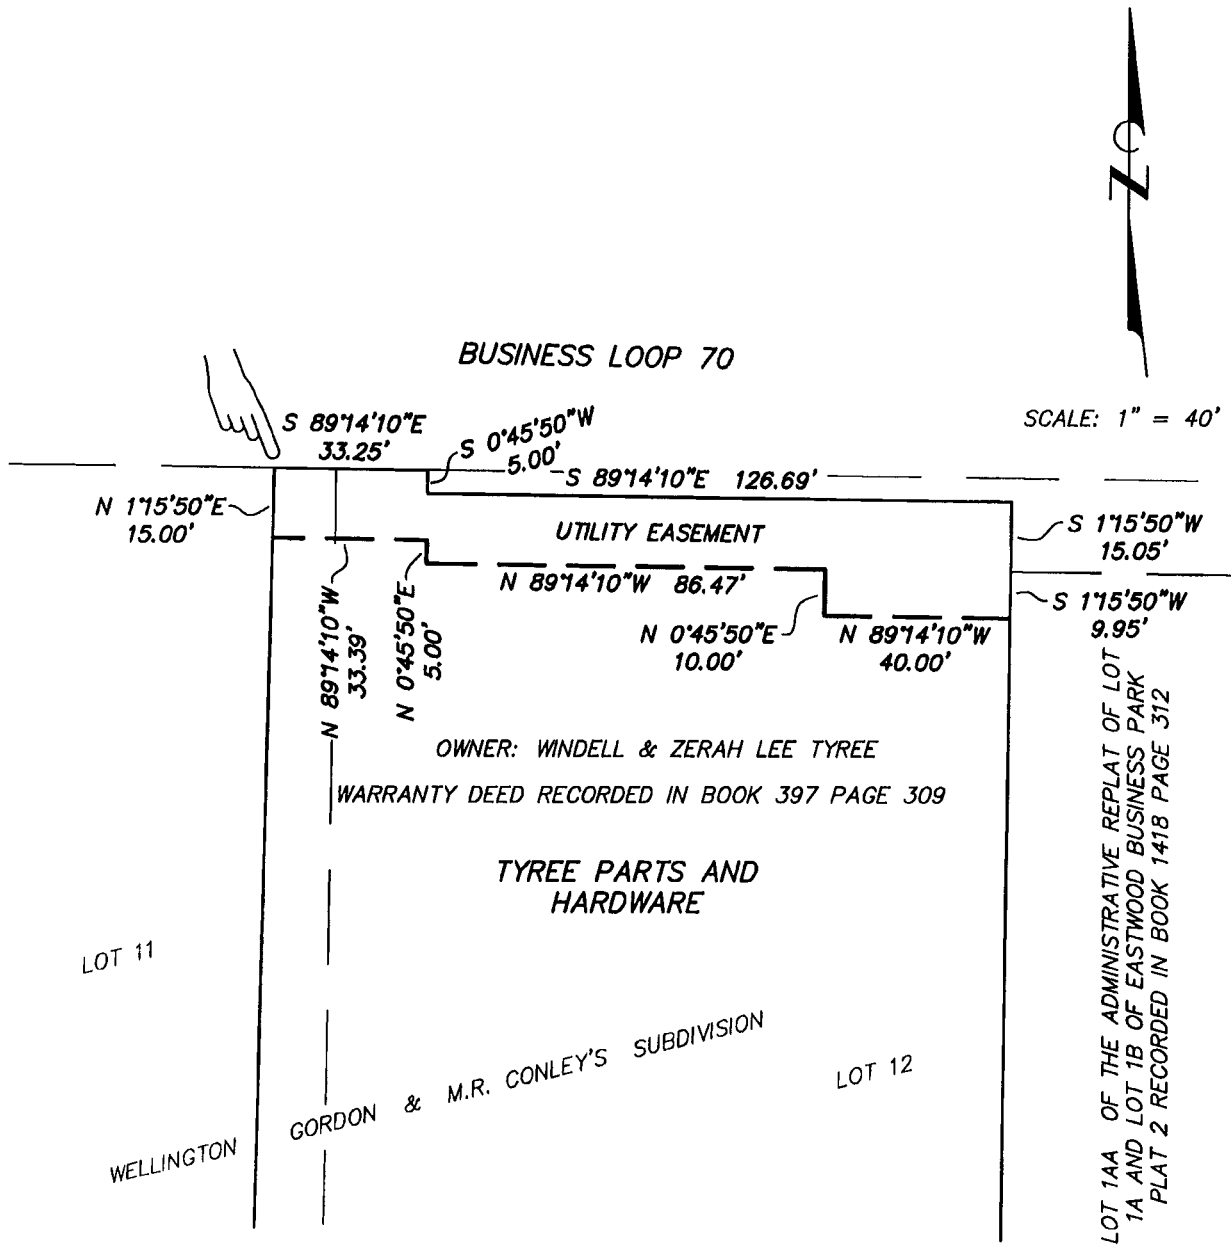 N
BUSINESS LOOP 70
SCALE: 1" = 40'
S 89°14'10"E
33.25'
S 0°45'50"W
5.00'
S 89°14'10"E 126.69'
N 1°15'50"E
15.00'
UTILITY EASEMENT
S 1°15'50"W
15.05'
N 89°14'10"W 86.47'
S 1°15'50"W
9.95'
N 89°14'10"W
33.39'
N 0°45'50"E
5.00'
N 0°45'50"E
10.00'
N 89°14'10"W
40.00'
OWNER: WINDELL & ZERAH LEE TYREE
WARRANTY DEED RECORDED IN BOOK 397 PAGE 309
TYREE PARTS AND
HARDWARE
LOT 11
WELLINGTON GORDON & M.R. CONLEY'S SUBDIVISION
LOT 12
LOT 1AA OF THE ADMINISTRATIVE REPLAT OF LOT
1A AND LOT 1B OF EASTWOOD BUSINESS PARK
PLAT 2 RECORDED IN BOOK 1418 PAGE 312